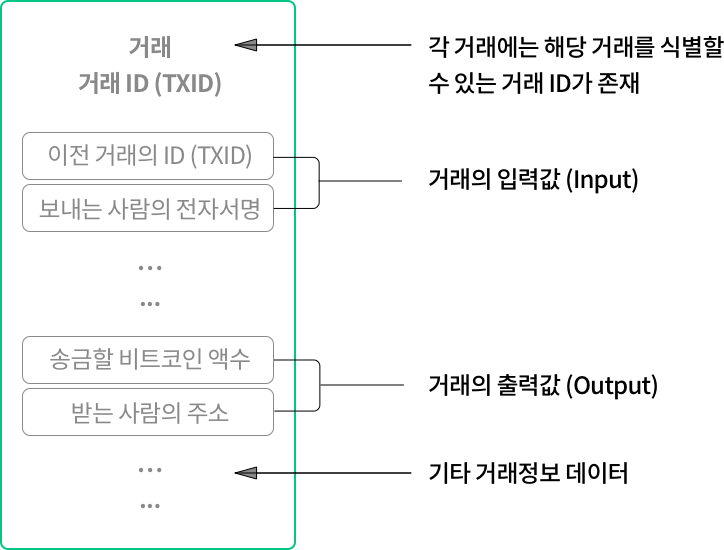 거래
거래 ID (TXID)
각 거래에는 해당 거래를 식별할
수 있는 거래 ID가 존재
이전 거래의 ID (TXID)
보내는 사람의 전자서명
거래의 입력값 (Input)
...
...
송금할 비트코인 액수
받는 사람의 주소
거래의 출력값 (Output)
...
...
기타 거래정보 데이터